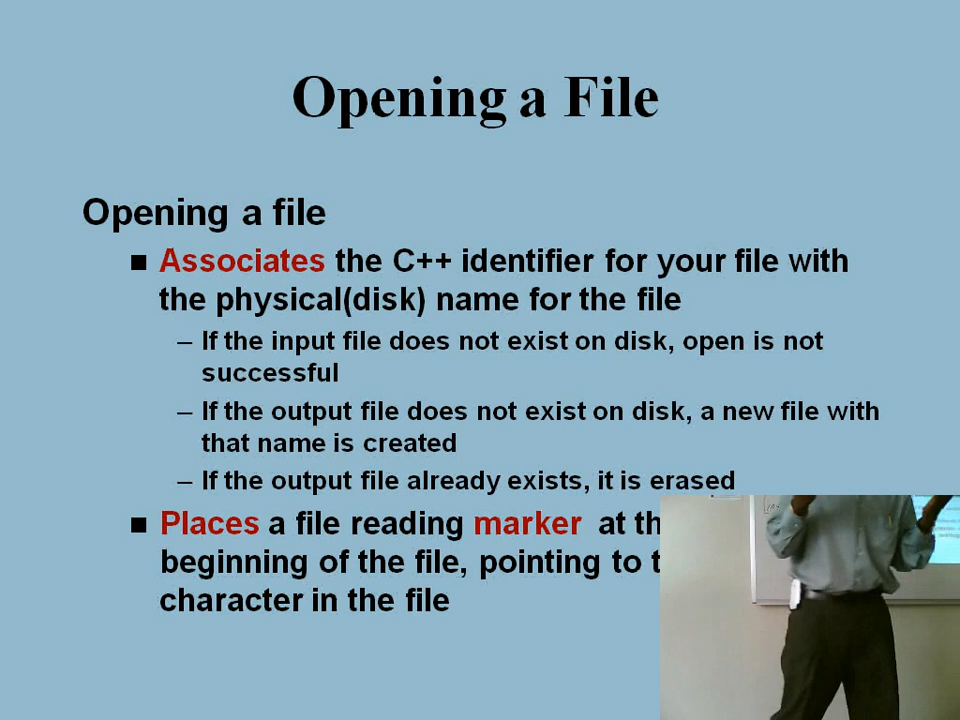 Opening a File
Opening a file
■ Associates the C++ identifier for your file with
the physical(disk) name for the file
– If the input file does not exist on disk, open is not
successful
– If the output file does not exist on disk, a new file with
that name is created
– If the output file already exists, it is erased
■ Places a file reading marker at
beginning of the file, pointing to
character in the file